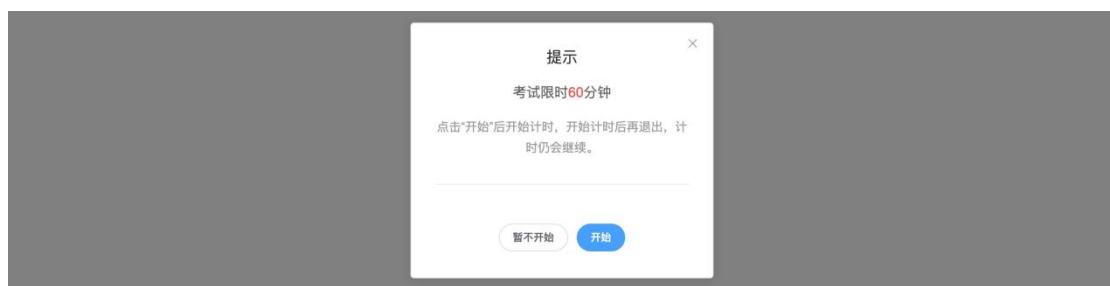 提示
考试限时60分钟
点击“开始”后开始计时，开始计时后再退出，计
时仍会继续。
暂不开始
开始